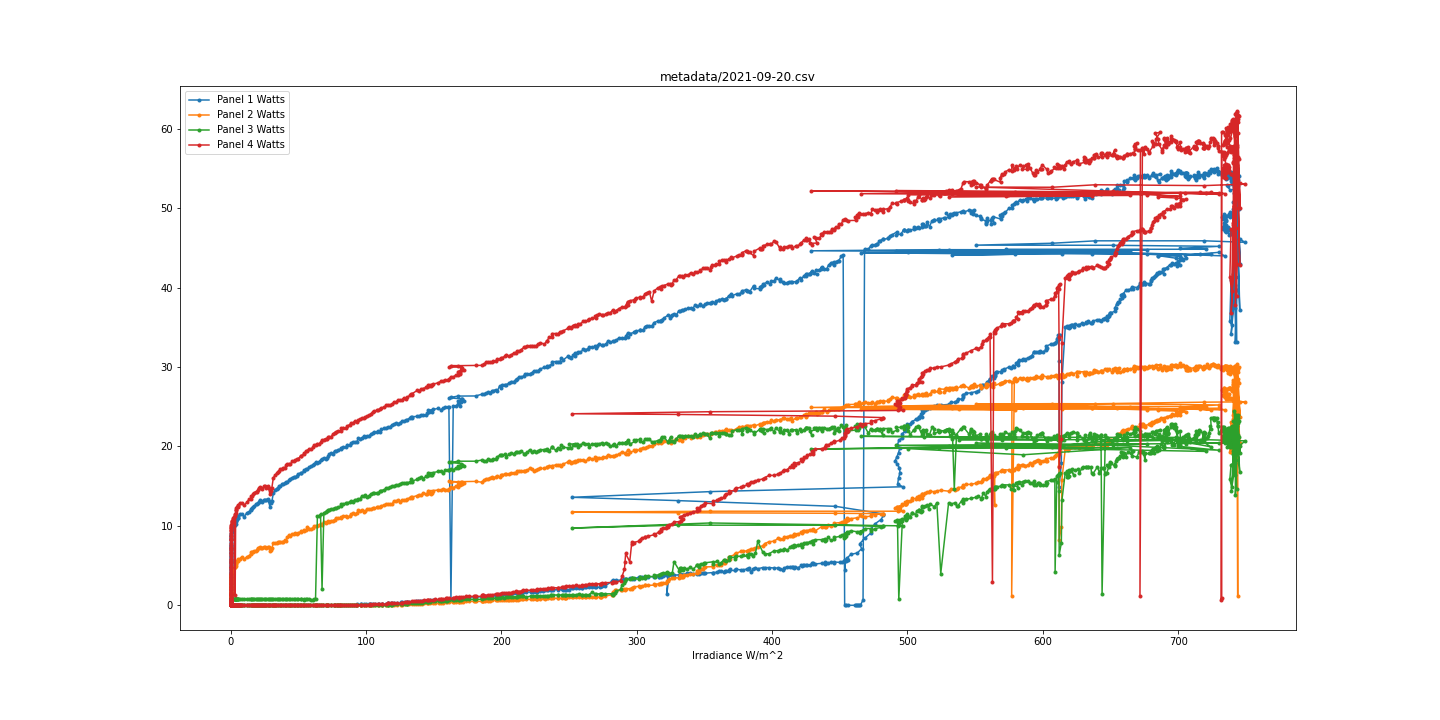 metadata/2021-09-20.csv
Panel 1 Watts
Panel 2 Watts
Panel 3 Watts
Panel 4 Watts
60
50
40
30
20
10
0
0 100 200 300 400 500 600 700
Irradiance W/m^2